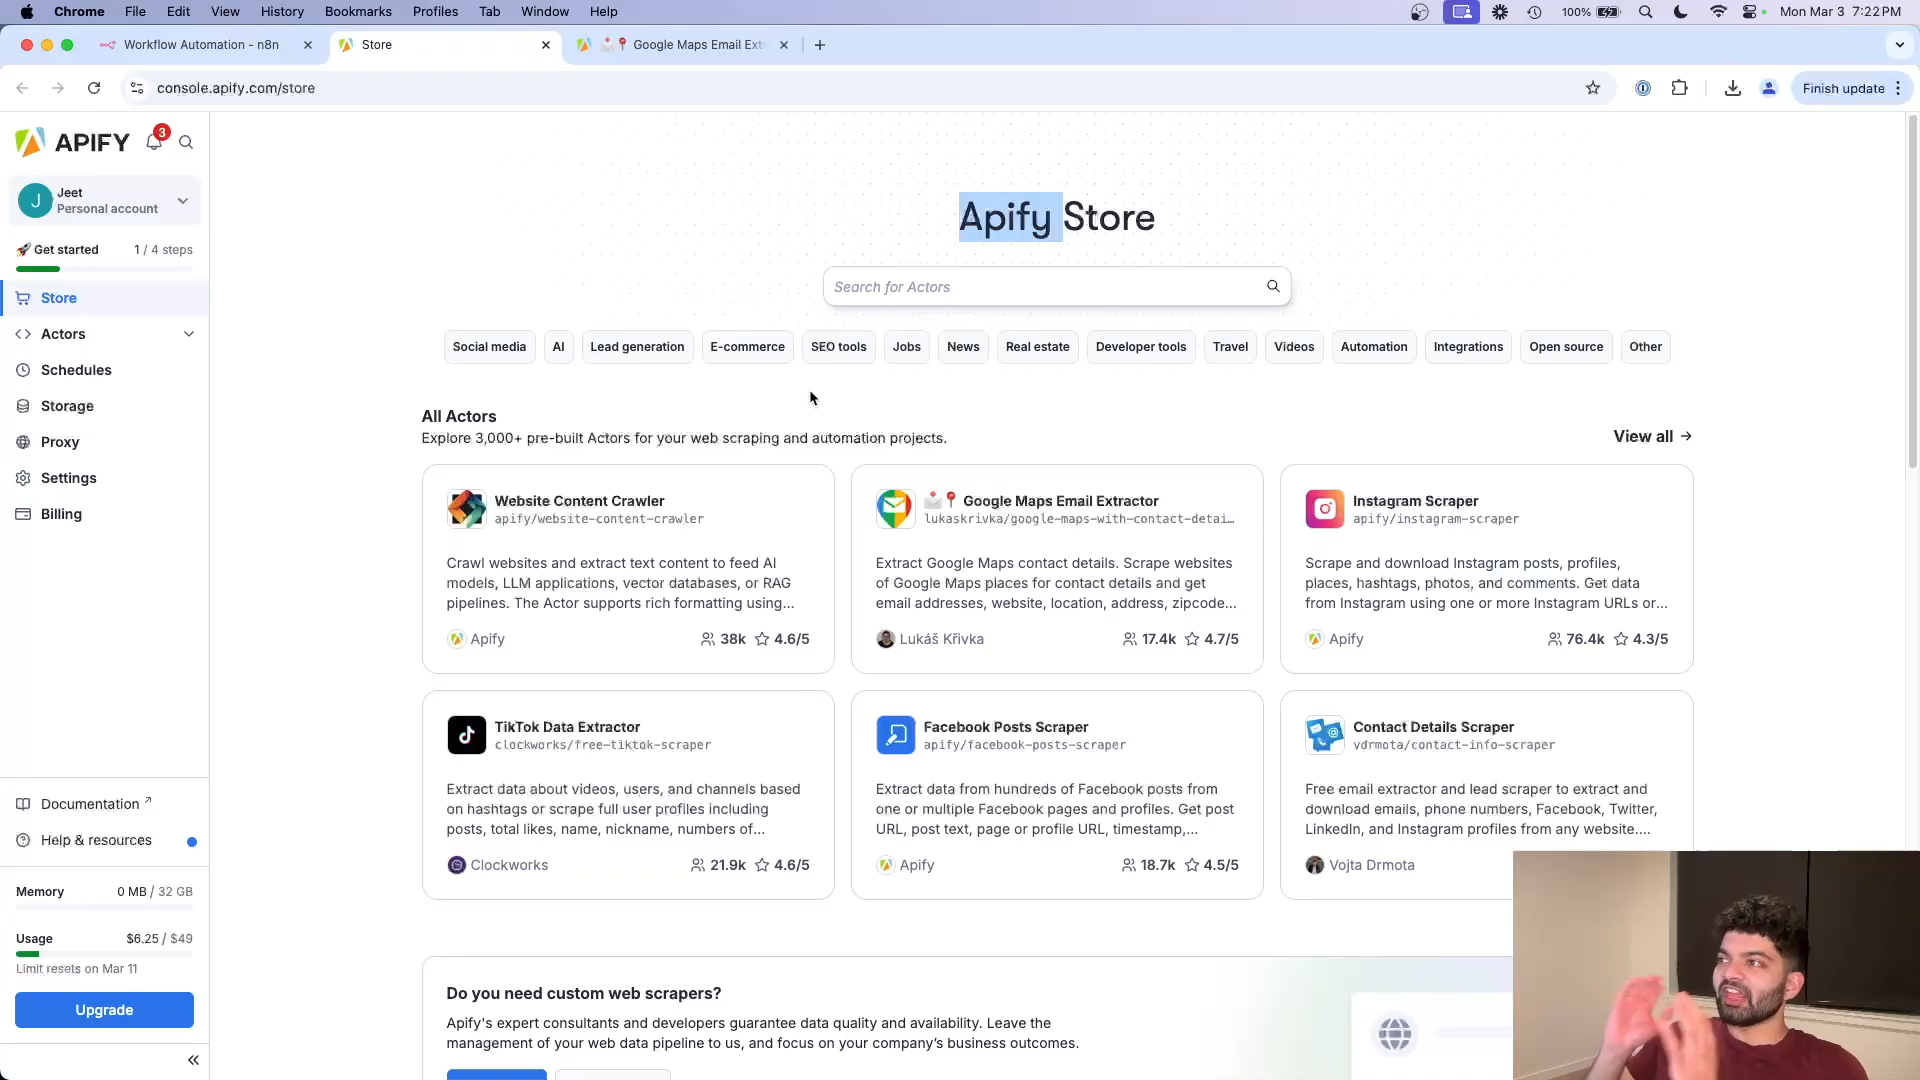 Chrome File Edit View History Bookmarks Profiles Tab Window Help
100% Mon Mar 3 7:22 PM
Workflow Automation - n8n
Store
Google Maps Email Ext
console.apify.com/store
Finish update
APIFY
3
J
Jeet
Personal account
Get started 1 / 4 steps
Store
Actors
Schedules
Storage
Proxy
Settings
Billing
Documentation
Help & resources
Memory 0 MB / 32 GB
Usage $6.25 / $49
Limit resets on Mar 11
Upgrade
Apify Store
Search for Actors
Social media AI Lead generation E-commerce SEO tools Jobs News Real estate Developer tools Travel Videos Automation Integrations Open source Other
All Actors
Explore 3,000+ pre-built Actors for your web scraping and automation projects.
View all
Website Content Crawler
apify/website-content-crawler
Crawl websites and extract text content to feed AI
models, LLM applications, vector databases, or RAG
pipelines. The Actor supports rich formatting using...
Apify 38k 4.6/5
Google Maps Email Extractor
lukaskrivka/google-maps-with-contact-detai…
Extract Google Maps contact details. Scrape websites
of Google Maps places for contact details and get
email addresses, website, location, address, zipcode...
Lukáš Křivka 17.4k 4.7/5
Instagram Scraper
apify/instagram-scraper
Scrape and download Instagram posts, profiles,
places, hashtags, photos, and comments. Get data
from Instagram using one or more Instagram URLs or...
Apify 76.4k 4.3/5
TikTok Data Extractor
clockworks/free-tiktok-scraper
Extract data about videos, users, and channels based
on hashtags or scrape full user profiles including
posts, total likes, name, nickname, numbers of...
Clockworks 21.9k 4.6/5
Facebook Posts Scraper
apify/facebook-posts-scraper
Extract data from hundreds of Facebook posts from
one or multiple Facebook pages and profiles. Get post
URL, post text, page or profile URL, timestamp,...
Apify 18.7k 4.5/5
Contact Details Scraper
vdrmota/contact-info-scraper
Free email extractor and lead scraper to extract and
download emails, phone numbers, Facebook, Twitter,
LinkedIn, and Instagram profiles from any website....
Vojta Drmota
Do you need custom web scrapers?
Apify's expert consultants and developers guarantee data quality and availability. Leave the
management of your web data pipeline to us, and focus on your company's business outcomes.